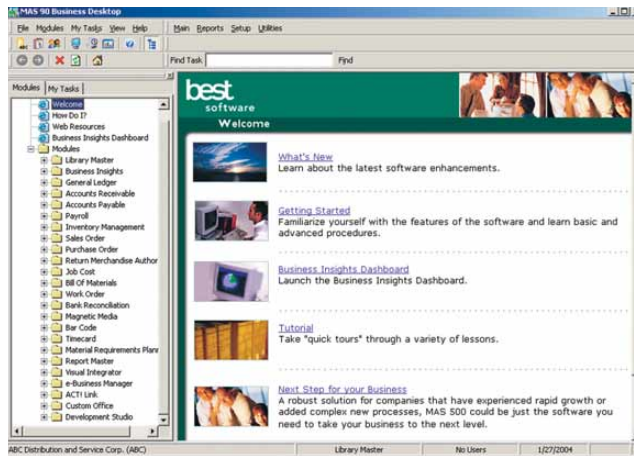 MAS 90 Business Desktop
File Modules My Tasks View Help
Main Reports Setup Utilities
Find Task
Find
Modules
My Tasks
Welcome
How Do I?
Web Resources
Business Insights Dashboard
Modules
Library Master
Business Insights
General Ledger
Accounts Receivable
Accounts Payable
Payroll
Inventory Management
Sales Order
Purchase Order
Return Merchandise Author
Job Cost
Bill Of Materials
Work Order
Bank Reconciliation
Magnetic Media
Bar Code
Timecard
Material Requirements Plann
Report Master
Visual Integrator
e-Business Manager
ACT! Link
Custom Office
Development Studio
best
software
Welcome
What's New
Learn about the latest software enhancements.
Getting Started
Familiarize yourself with the features of the software and learn basic and
advanced procedures.
Business Insights Dashboard
Launch the Business Insights Dashboard.
Tutorial
Take "quick tours" through a variety of lessons.
Next Step for your Business
A robust solution for companies that have experienced rapid growth or
added complex new processes, MAS 500 could be just the software you
need to take your business to the next level.
ABC Distribution and Service Corp. (ABC)
Library Master
No Users
1/27/2004